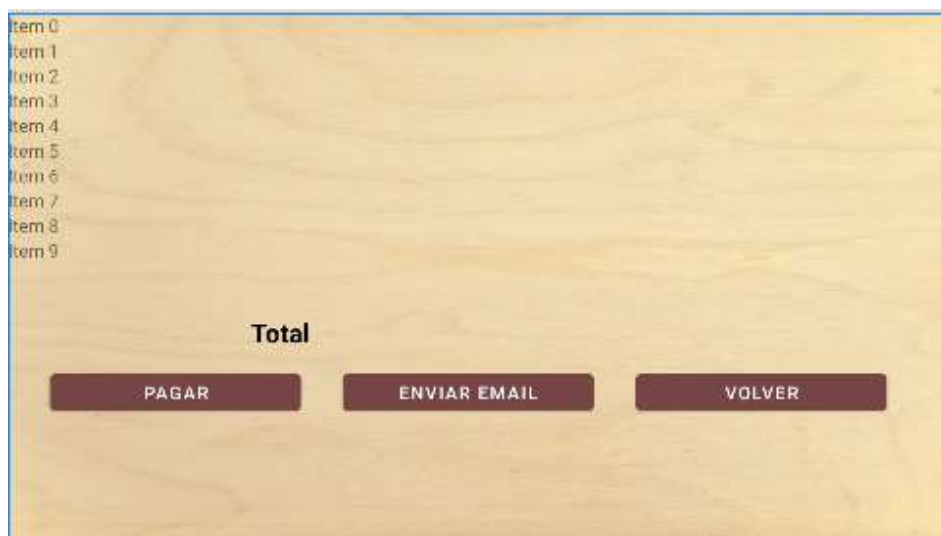 Item 0
Item 1
Item 2
Item 3
Item 4
Item 5
Item 6
Item 7
Item 8
Item 9
Total
PAGAR ENVIAR EMAIL VOLVER